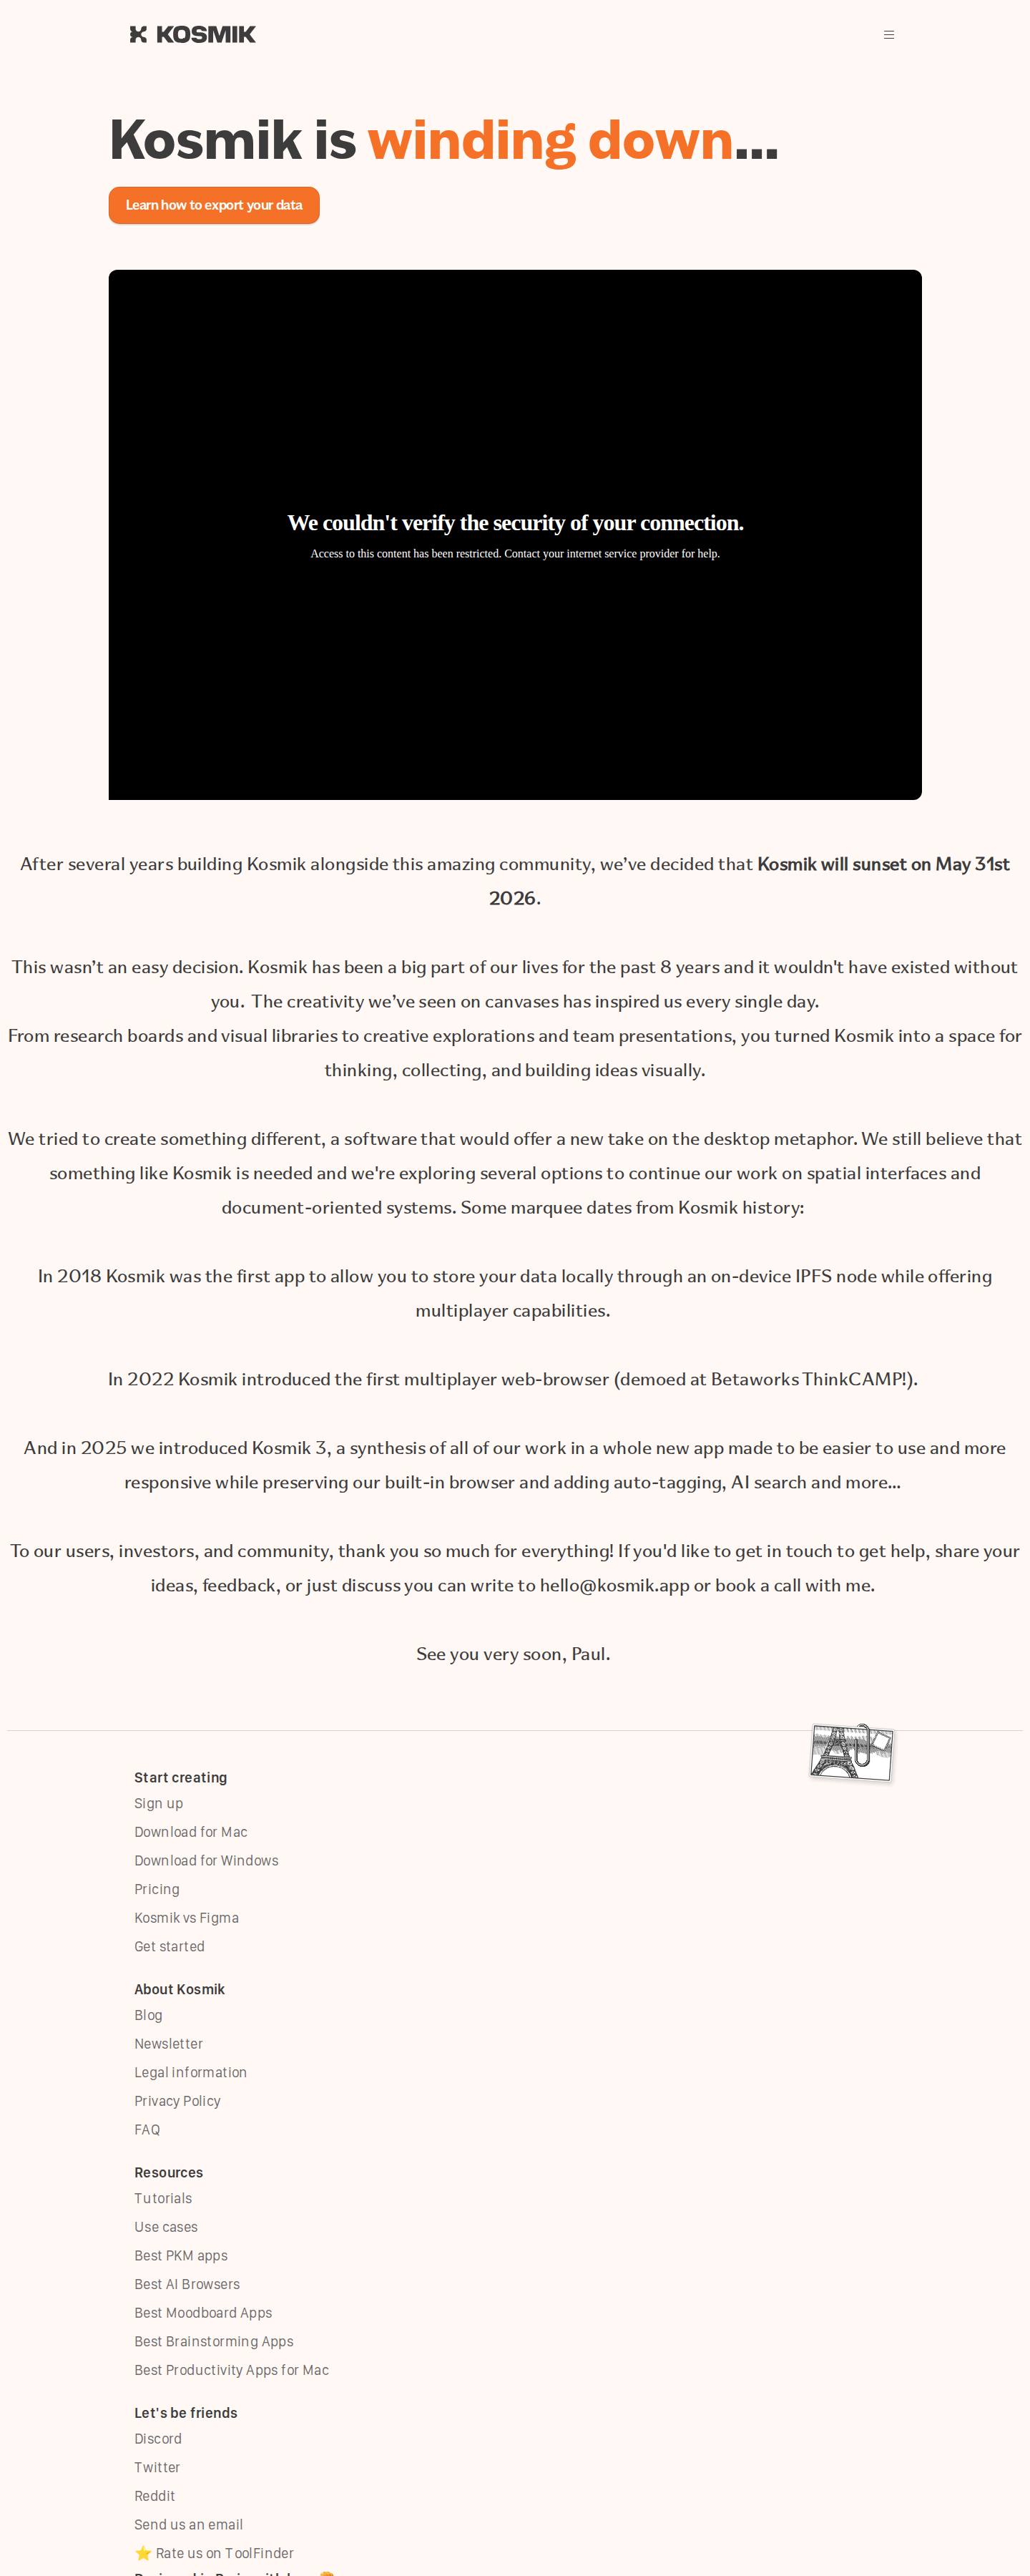 KOSMIK
Kosmik is winding down...
Learn how to export your data
We couldn't verify the security of your connection.
Access to this content has been restricted. Contact your internet service provider for help.
After several years building Kosmik alongside this amazing community, we’ve decided that Kosmik will sunset on May 31st
2026.
This wasn’t an easy decision. Kosmik has been a big part of our lives for the past 8 years and it wouldn't have existed without
you. The creativity we’ve seen on canvases has inspired us every single day.
From research boards and visual libraries to creative explorations and team presentations, you turned Kosmik into a space for
thinking, collecting, and building ideas visually.
We tried to create something different, a software that would offer a new take on the desktop metaphor. We still believe that
something like Kosmik is needed and we're exploring several options to continue our work on spatial interfaces and
document-oriented systems. Some marquee dates from Kosmik history:
In 2018 Kosmik was the first app to allow you to store your data locally through an on-device IPFS node while offering
multiplayer capabilities.
In 2022 Kosmik introduced the first multiplayer web-browser (demoed at Betaworks ThinkCAMP!).
And in 2025 we introduced Kosmik 3, a synthesis of all of our work in a whole new app made to be easier to use and more
responsive while preserving our built-in browser and adding auto-tagging, AI search and more...
To our users, investors, and community, thank you so much for everything! If you'd like to get in touch to get help, share your
ideas, feedback, or just discuss you can write to hello@kosmik.app or book a call with me.
See you very soon, Paul.
Start creating
Sign up
Download for Mac
Download for Windows
Pricing
Kosmik vs Figma
Get started
About Kosmik
Blog
Newsletter
Legal information
Privacy Policy
FAQ
Resources
Tutorials
Use cases
Best PKM apps
Best AI Browsers
Best Moodboard Apps
Best Brainstorming Apps
Best Productivity Apps for Mac
Let's be friends
Discord
Twitter
Reddit
Send us an email
⭐ Rate us on ToolFinder